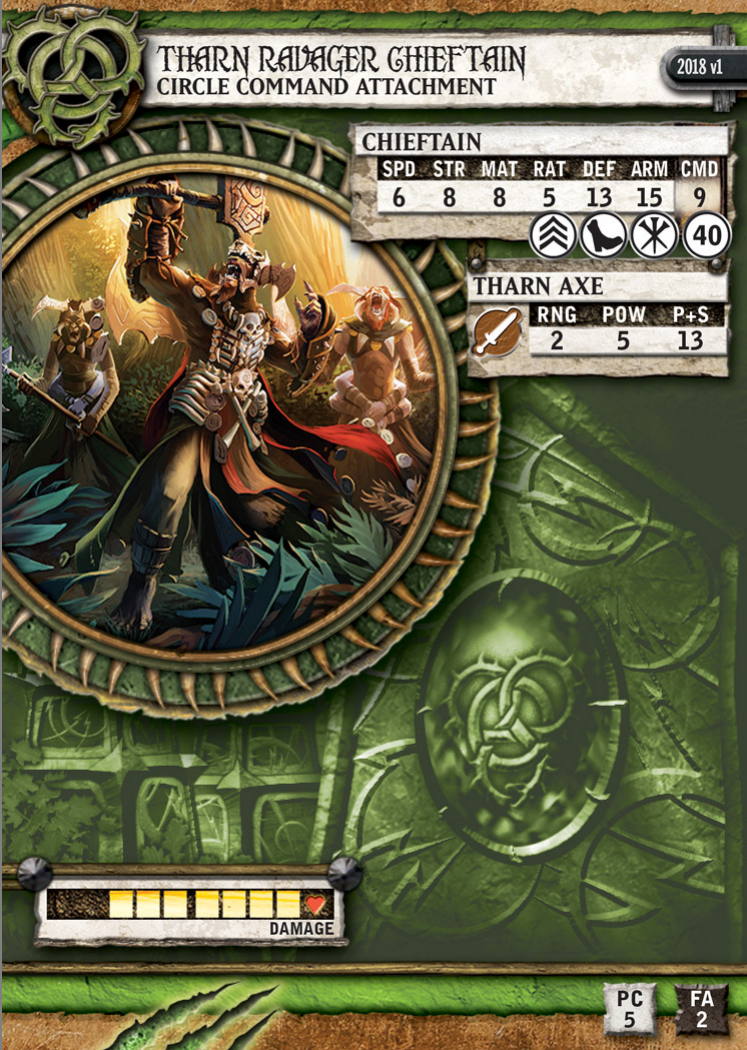 THARN RAVAGER CHIEFTAIN
CIRCLE COMMAND ATTACHMENT
2018 v1
CHIEFTAIN
SPD STR MAT RAT DEF ARM CMD
6 8 8 5 13 15 9
40
THARN AXE
RNG POW P+S
2 5 13
DAMAGE
PC
5
FA
2